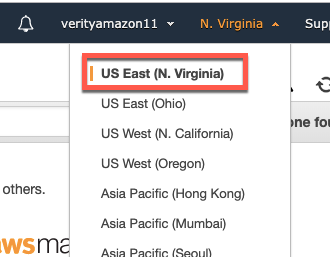 verityamazon11 N. Virginia Supp
US East (N. Virginia)
US East (Ohio)
one fou
US West (N. California)
US West (Oregon)
others.
Asia Pacific (Hong Kong)
Asia Pacific (Mumbai)
awsma
Asia Pacific (Seoul)